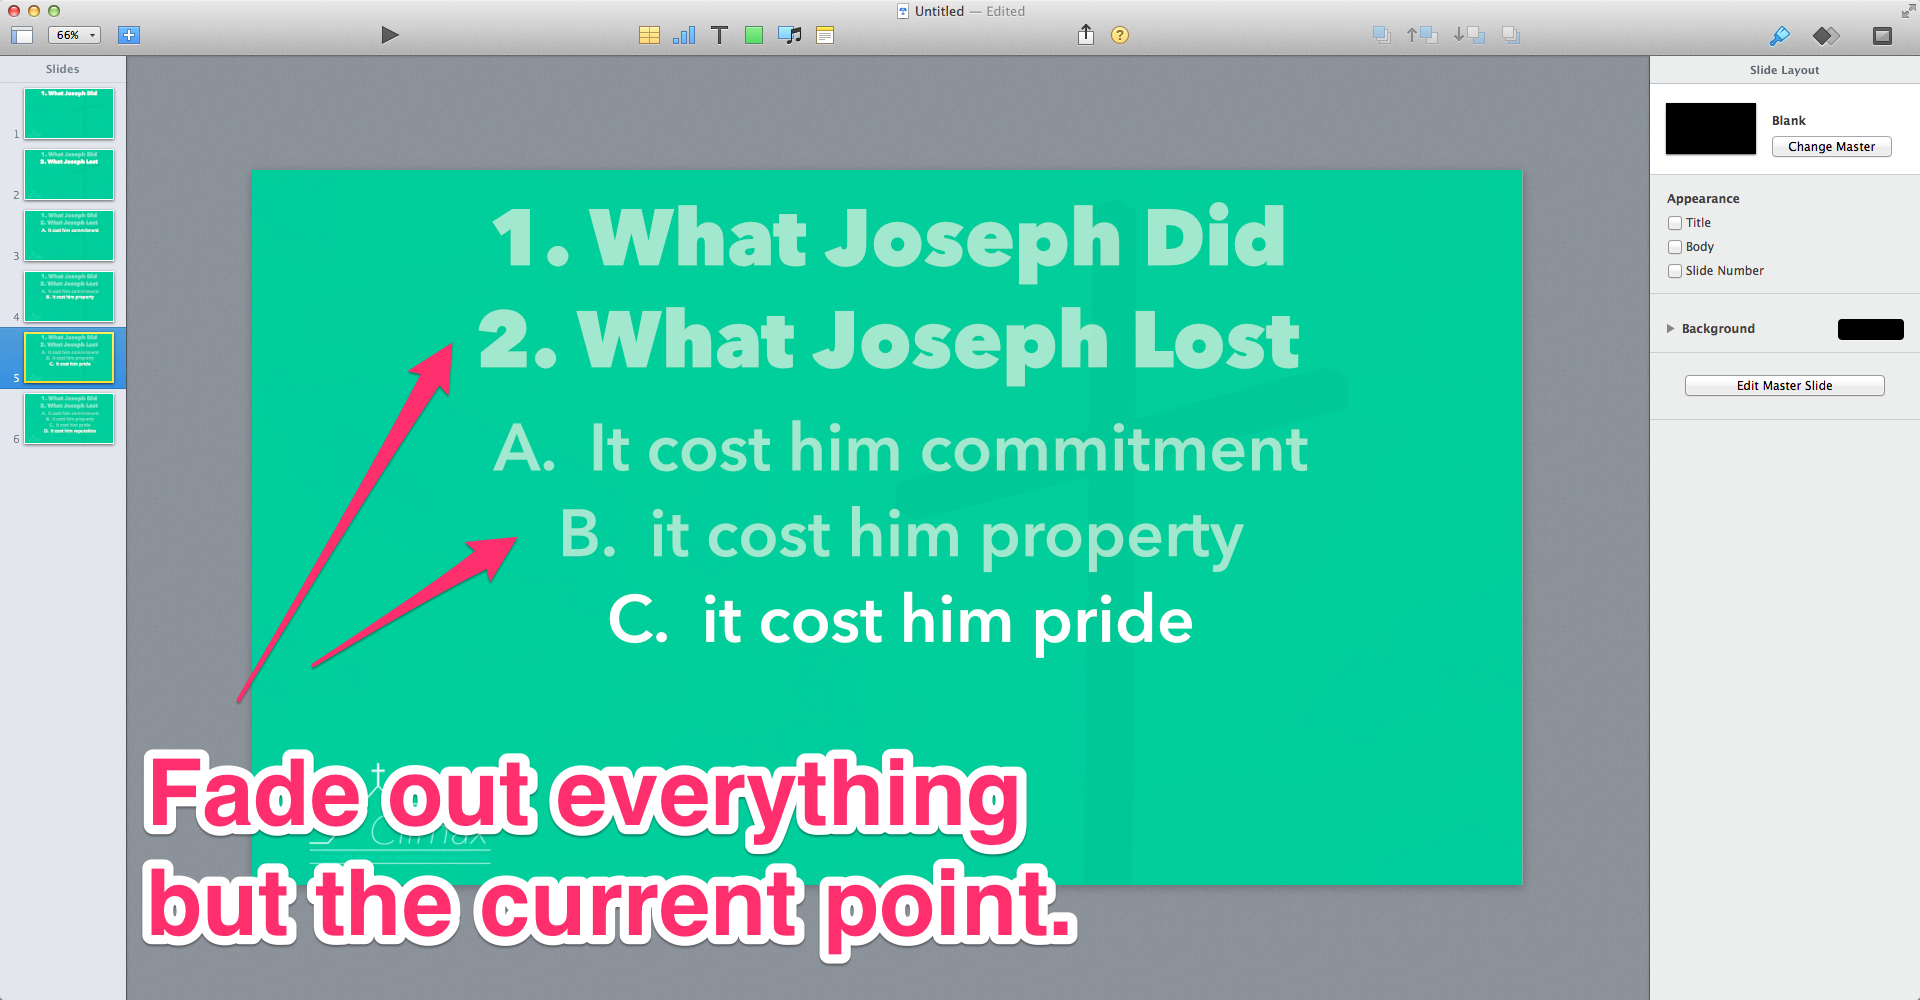 Untitled — Edited
66%
Slides
Slide Layout
1. What Joseph Did
1
1. What Joseph Did
2. What Joseph Lost
2
1. What Joseph Did
2. What Joseph Lost
A. It cost him commitment
3
1. What Joseph Did
2. What Joseph Lost
A. It cost him commitment
B. it cost him property
4
1. What Joseph Did
2. What Joseph Lost
A. It cost him commitment
B. it cost him property
C. it cost him pride
5
1. What Joseph Did
2. What Joseph Lost
A. It cost him commitment
B. it cost him property
C. it cost him pride
D. it cost him reputation
6
1. What Joseph Did
2. What Joseph Lost
A. It cost him commitment
B. it cost him property
C. it cost him pride
Climax
Fade out everything
but the current point.
Blank
Change Master
Appearance
Title
Body
Slide Number
Background
Edit Master Slide